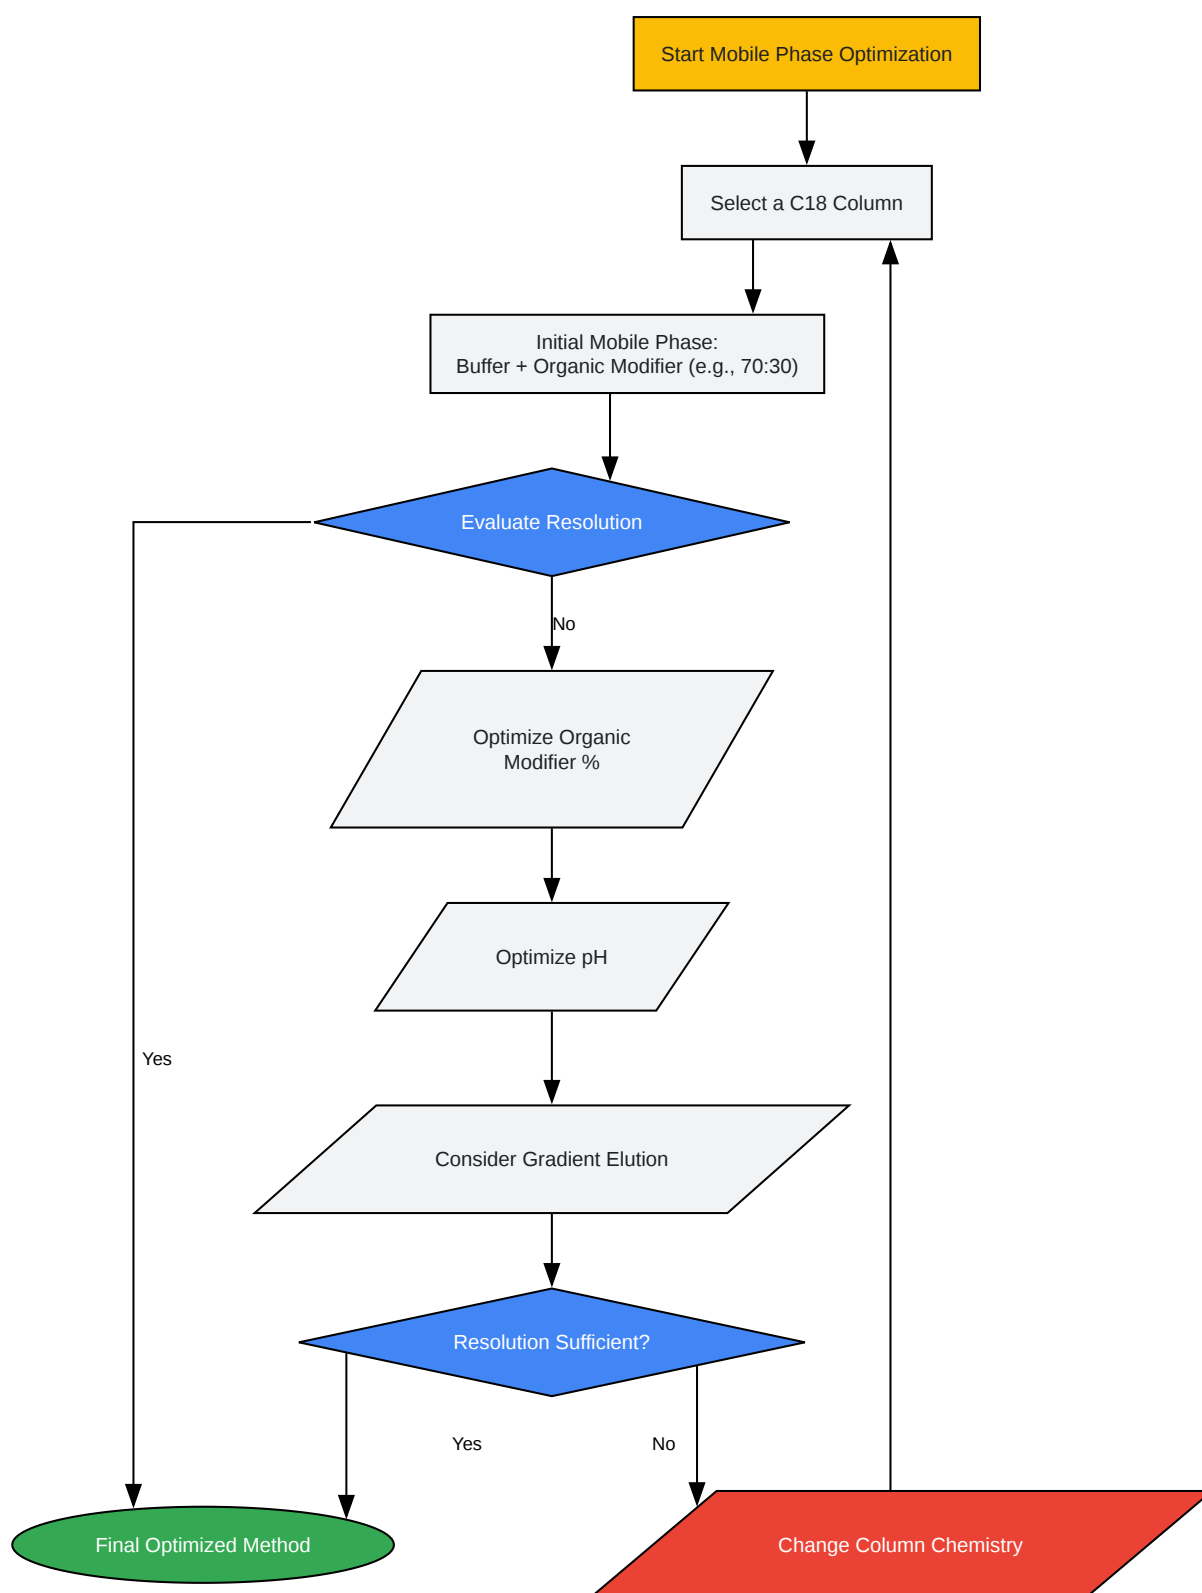 Start Mobile Phase Optimization
Select a C18 Column
Initial Mobile Phase:
Buffer + Organic Modifier (e.g., 70:30)
Evaluate Resolution
No
Optimize Organic
Modifier %
Optimize pH
Yes
Consider Gradient Elution
Resolution Sufficient?
Yes
No
Final Optimized Method
Change Column Chemistry